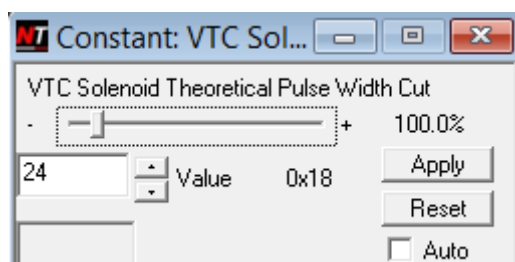 NT Constant: VTC Sol...
VTC Solenoid Theoretical Pulse Width Cut
- + 100.0%
24 Value 0x18 Apply
Reset
Auto